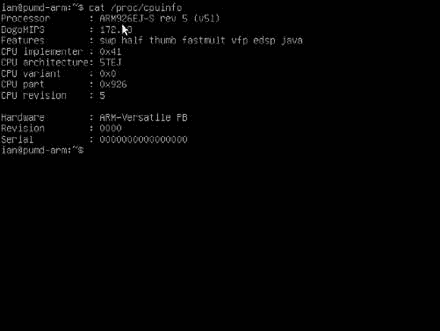 ian@pumd-arm:~$ cat /proc/cpuinfo
Processor : ARM926EJ-S rev 5 (v5l)
BogoMIPS :
Features : swp half thumb fastmult vfp edsp java
CPU implementer : 0x41
CPU architecture: 5TEJ
CPU variant : 0x0
CPU part : 0x926
CPU revision : 5
Hardware : ARM-Versatile PB
Revision : 0000
Serial : 0000000000000000
ian@pumd-arm:~$